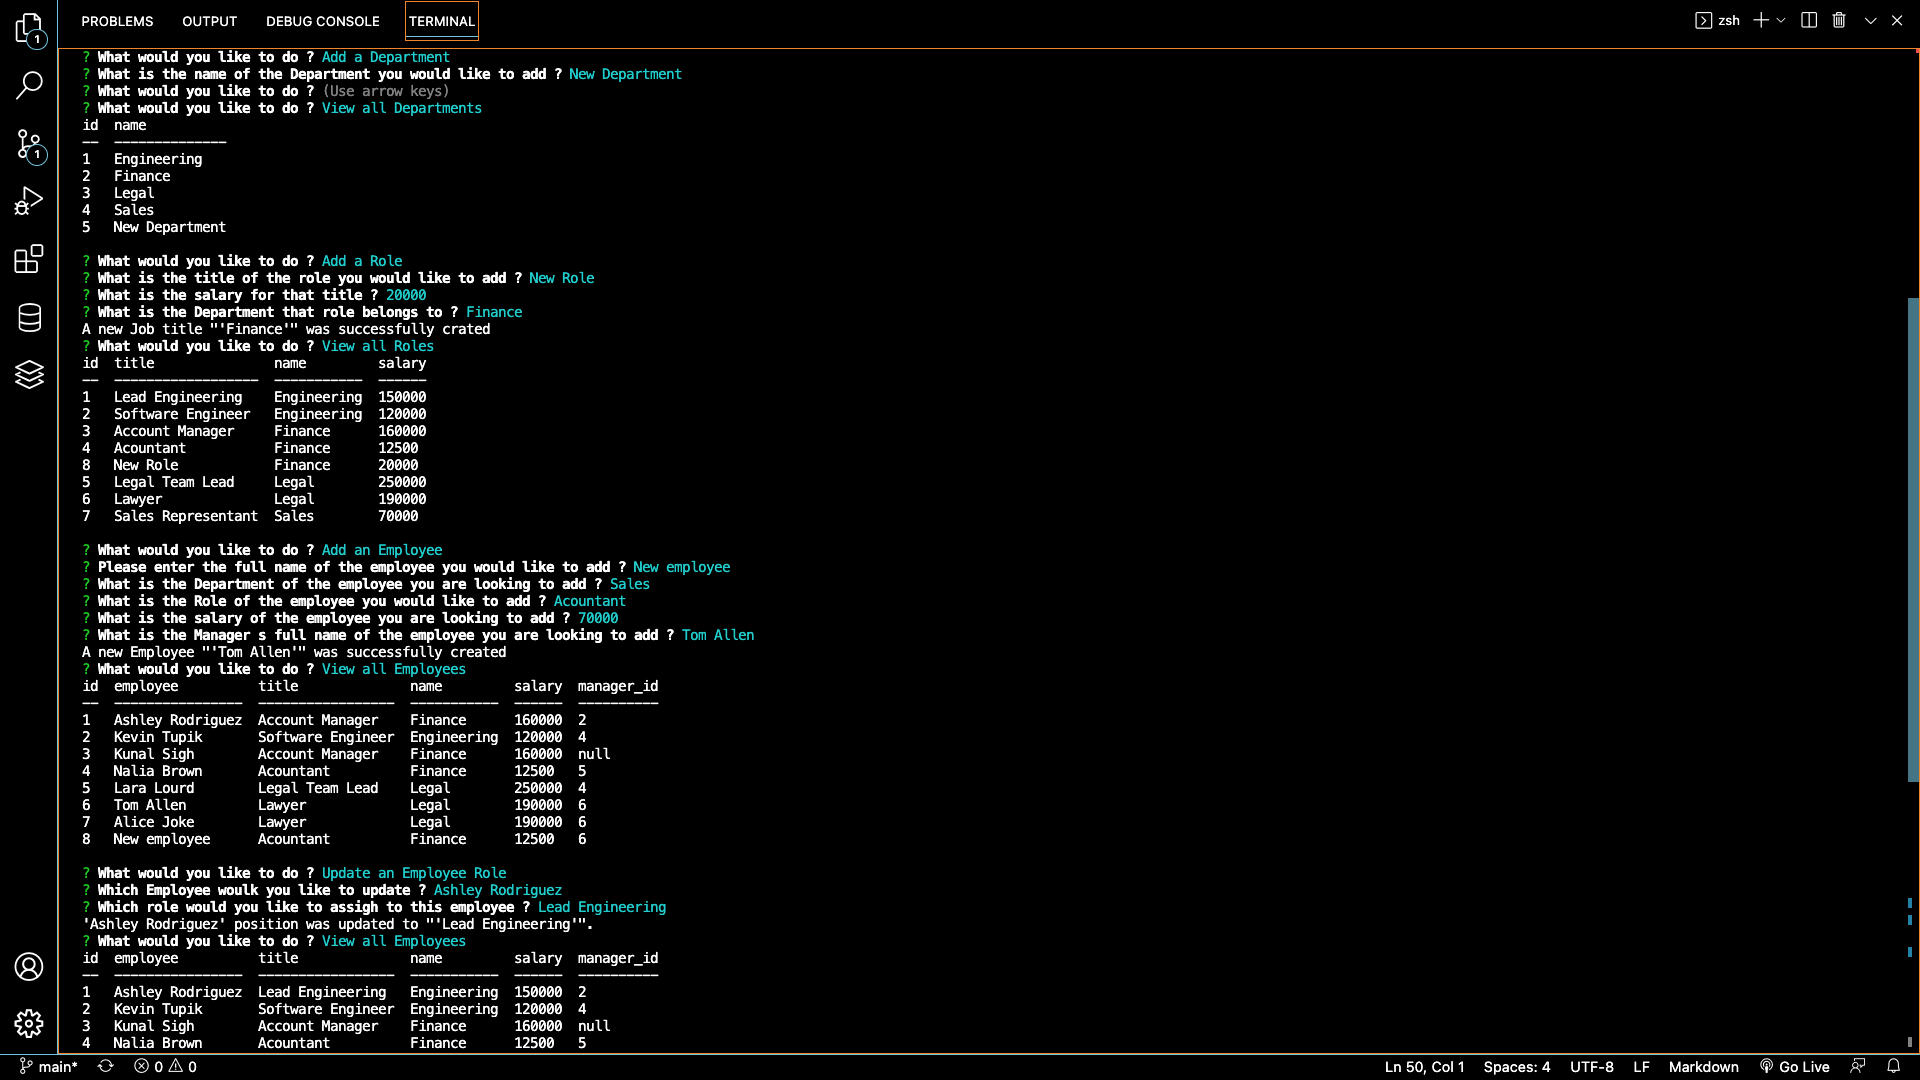 PROBLEMS OUTPUT DEBUG CONSOLE TERMINAL zsh
? What would you like to do ? Add a Department
? What is the name of the Department you would like to add ? New Department
? What would you like to do ? (Use arrow keys)
? What would you like to do ? View all Departments
id  name
--  --------------
1   Engineering
2   Finance
3   Legal
4   Sales
5   New Department
? What would you like to do ? Add a Role
? What is the title of the role you would like to add ? New Role
? What is the salary for that title ? 20000
? What is the Department that role belongs to ? Finance
A new Job title "'Finance'" was successfully crated
? What would you like to do ? View all Roles
id  title               name         salary
--  ------------------  -----------  ------
1   Lead Engineering    Engineering  150000
2   Software Engineer   Engineering  120000
3   Account Manager     Finance      160000
4   Acountant           Finance      12500
8   New Role            Finance      20000
5   Legal Team Lead     Legal        250000
6   Lawyer              Legal        190000
7   Sales Representant  Sales        70000
? What would you like to do ? Add an Employee
? Please enter the full name of the employee you would like to add ? New employee
? What is the Department of the employee you are looking to add ? Sales
? What is the Role of the employee you would like to add ? Acountant
? What is the salary of the employee you are looking to add ? 70000
? What is the Manager s full name of the employee you are looking to add ? Tom Allen
A new Employee "'Tom Allen'" was successfully created
? What would you like to do ? View all Employees
id  employee          title              name         salary  manager_id
--  ----------------  -----------------  -----------  ------  ----------
1   Ashley Rodriguez  Account Manager    Finance      160000  2
2   Kevin Tupik       Software Engineer  Engineering  120000  4
3   Kunal Sigh        Account Manager    Finance      160000  null
4   Nalia Brown       Acountant          Finance      12500   5
5   Lara Lourd        Legal Team Lead    Legal        250000  4
6   Tom Allen         Lawyer             Legal        190000  6
7   Alice Joke        Lawyer             Legal        190000  6
8   New employee      Acountant          Finance      12500   6
? What would you like to do ? Update an Employee Role
? Which Employee woulk you like to update ? Ashley Rodriguez
? Which role would you like to assigh to this employee ? Lead Engineering
'Ashley Rodriguez' position was updated to "'Lead Engineering'".
? What would you like to do ? View all Employees
id  employee          title              name         salary  manager_id
--  ----------------  -----------------  -----------  ------  ----------
1   Ashley Rodriguez  Lead Engineering   Engineering  150000  2
2   Kevin Tupik       Software Engineer  Engineering  120000  4
3   Kunal Sigh        Account Manager    Finance      160000  null
4   Nalia Brown       Acountant          Finance      12500   5
1
1
main* 0 0 Ln 50, Col 1 Spaces: 4 UTF-8 LF Markdown Go Live